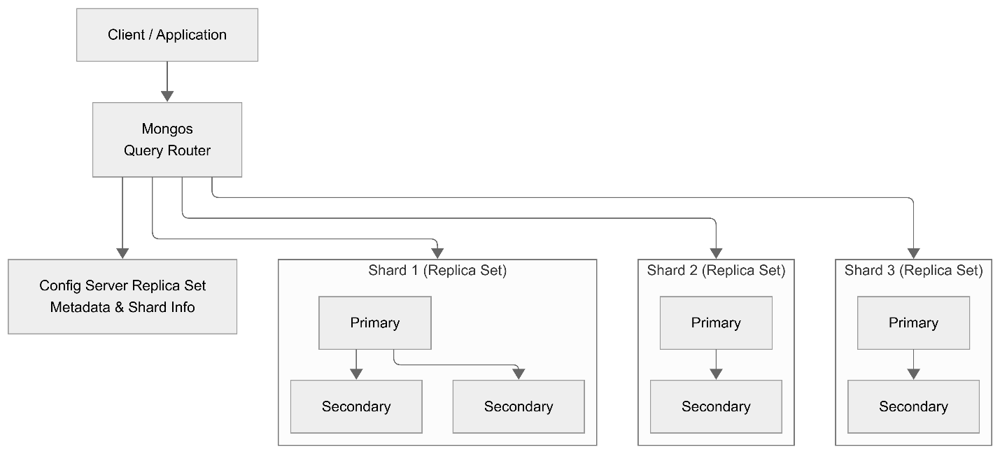 Client / Application
Mongos
Query Router
Config Server Replica Set
Metadata & Shard Info
Shard 1 (Replica Set)
Primary
Secondary
Secondary
Shard 2 (Replica Set)
Primary
Secondary
Shard 3 (Replica Set)
Primary
Secondary